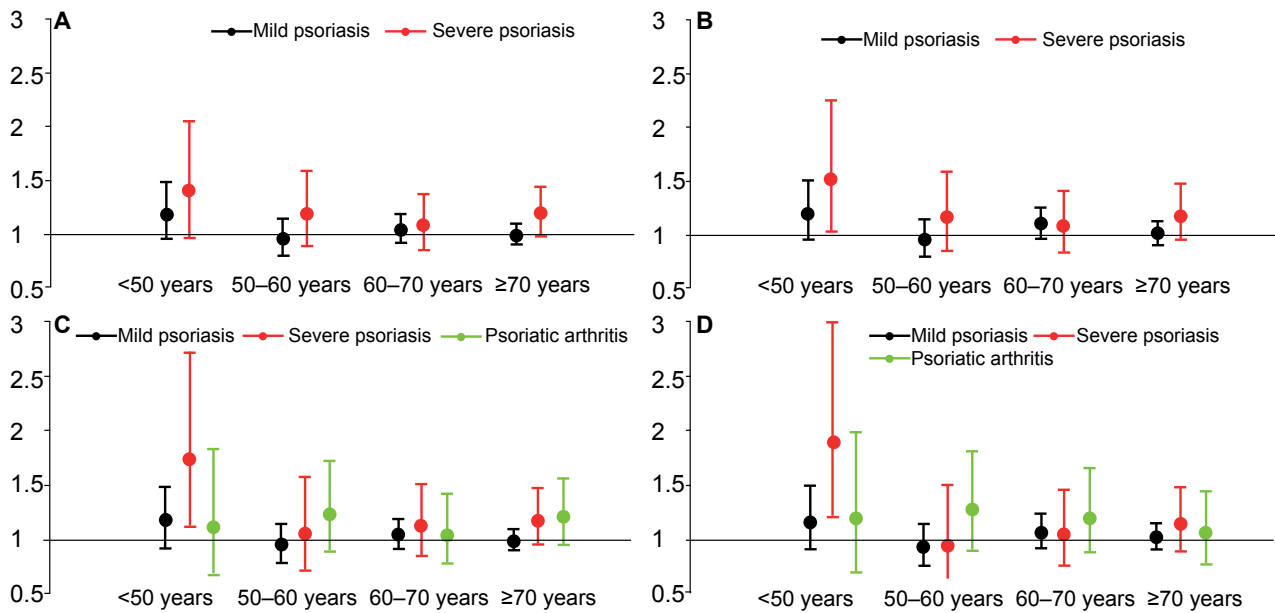 A
Mild psoriasis Severe psoriasis
3
2.5
2
1.5
1
0.5
<50 years 50–60 years 60–70 years ≥70 years
B
Mild psoriasis Severe psoriasis
3
2.5
2
1.5
1
0.5
<50 years 50–60 years 60–70 years ≥70 years
C
Mild psoriasis Severe psoriasis Psoriatic arthritis
3
2.5
2
1.5
1
0.5
<50 years 50–60 years 60–70 years ≥70 years
D
Mild psoriasis Severe psoriasis
Psoriatic arthritis
3
2.5
2
1.5
1
0.5
<50 years 50–60 years 60–70 years ≥70 years